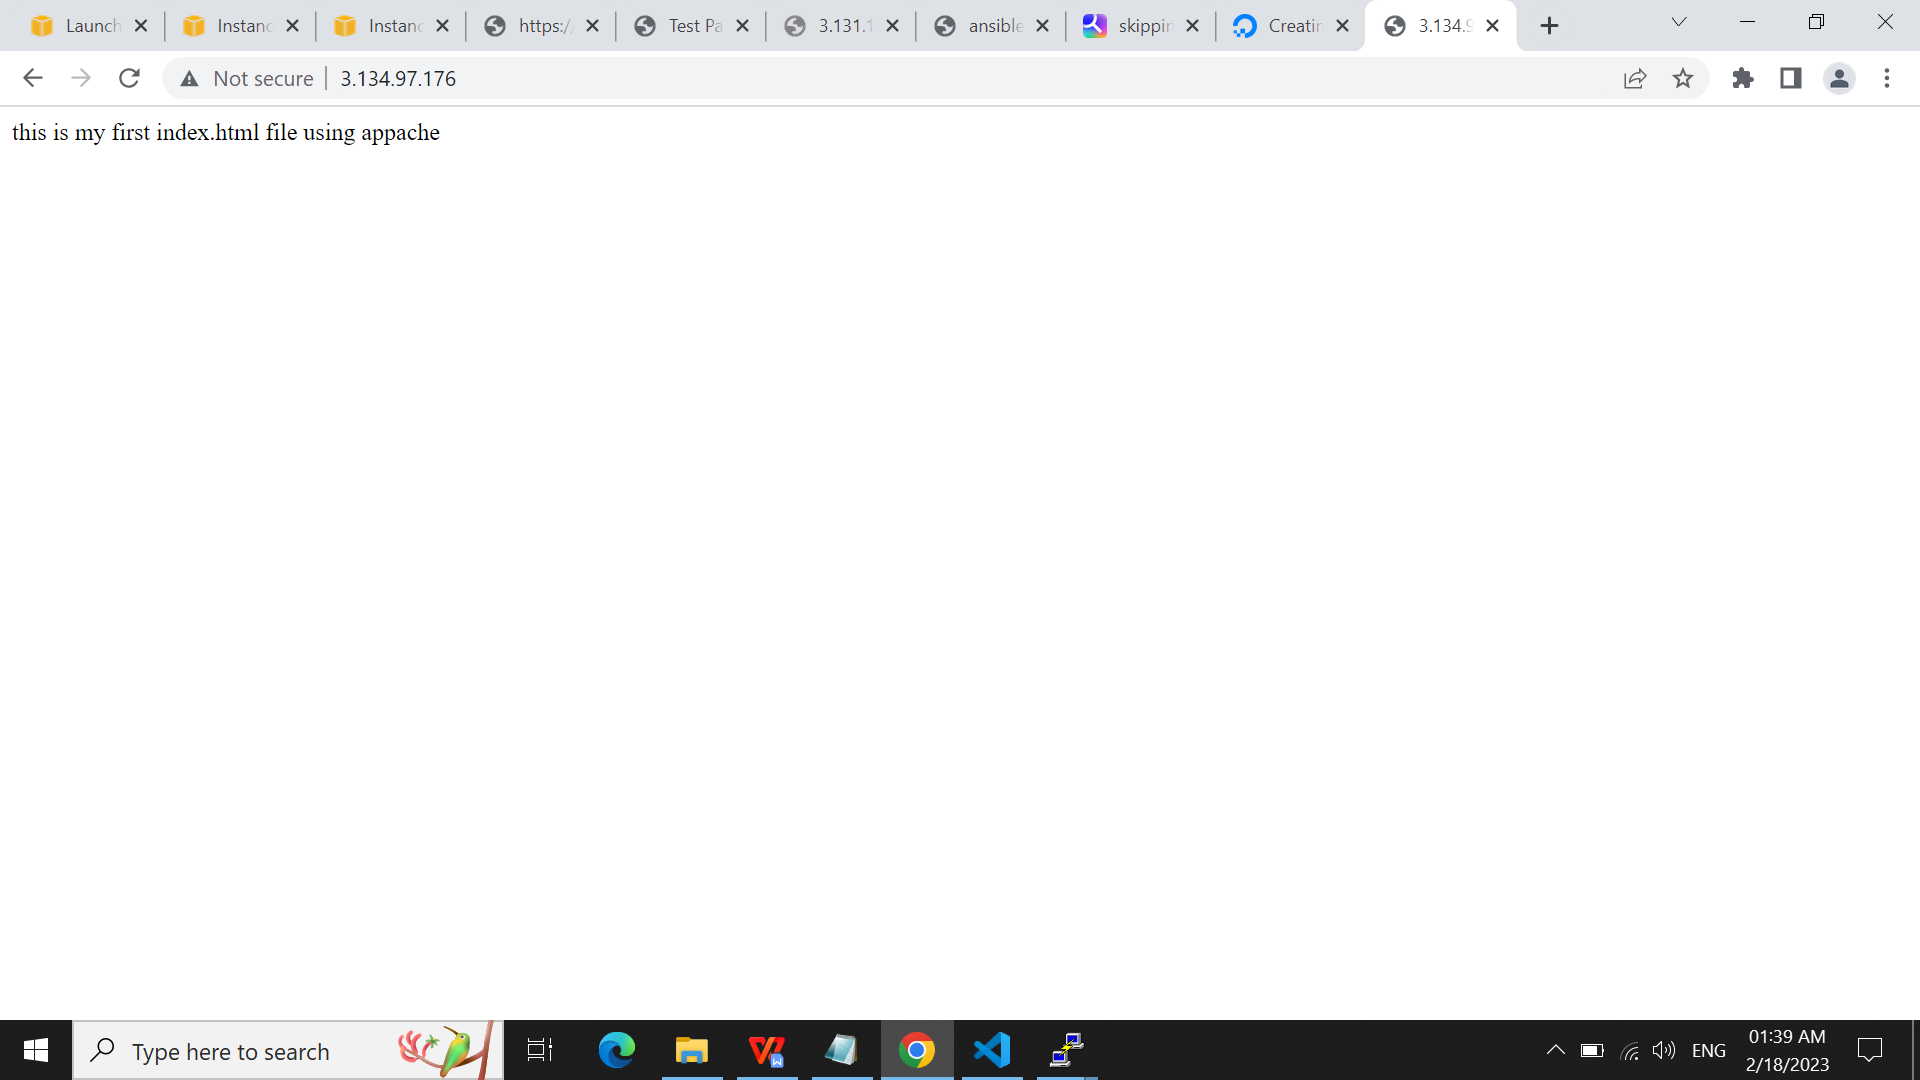 Launch
Instanc
Instanc
https:/
Test Pa
3.131.1
ansible
skippin
Creatin
3.134.9
Not secure
3.134.97.176
this is my first index.html file using appache
Type here to search
ENG
01:39 AM
2/18/2023